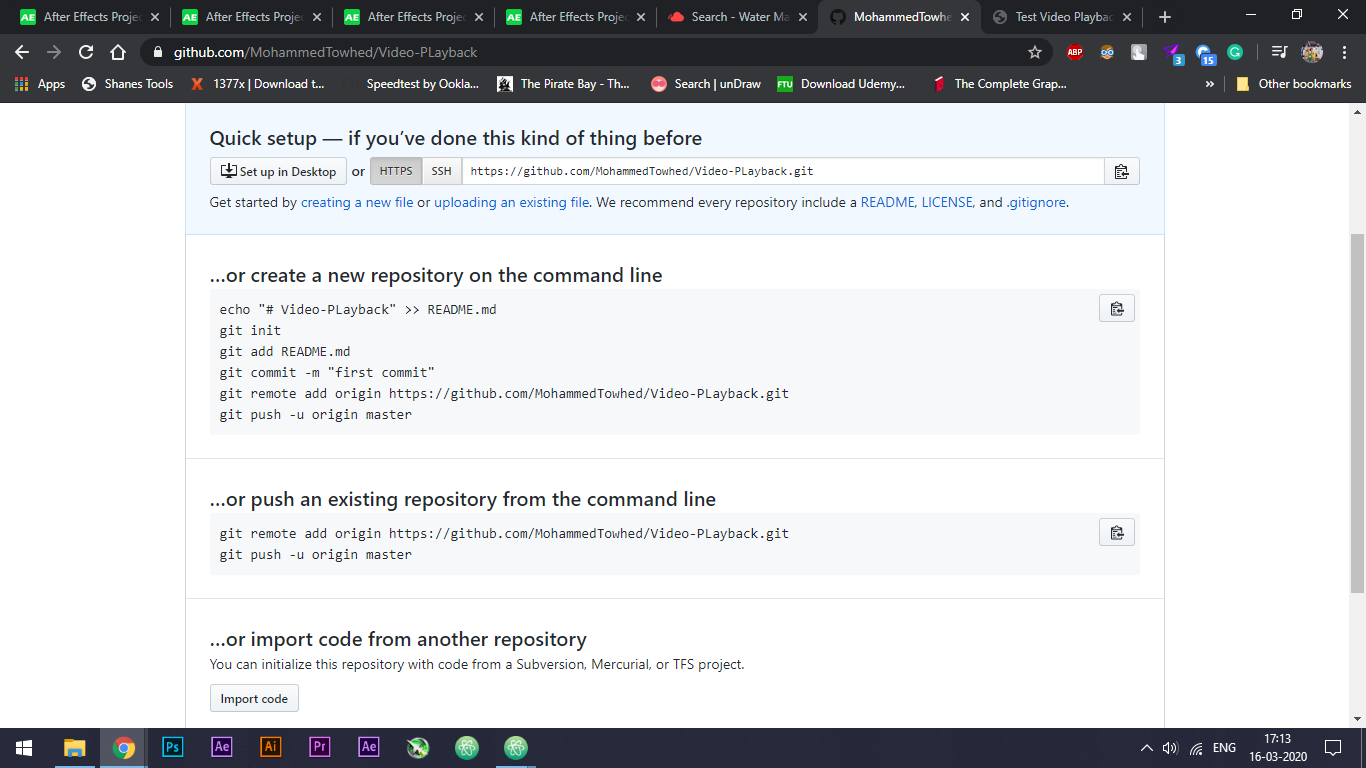 After Effects Proje
After Effects Proje
After Effects Proje
After Effects Proje
Search - Water Ma
MohammedTowhe
Test Video Playbac
github.com/MohammedTowhed/Video-PLayback
ABP
3
15
Apps
Shanes Tools
1377x | Download t...
Speedtest by Ookla...
The Pirate Bay - Th...
Search | unDraw
FTU
Download Udemy...
The Complete Grap...
»
Other bookmarks
Quick setup — if you’ve done this kind of thing before
Set up in Desktop or HTTPS SSH https://github.com/MohammedTowhed/Video-PLayback.git
Get started by creating a new file or uploading an existing file. We recommend every repository include a README, LICENSE, and .gitignore.
…or create a new repository on the command line
echo "# Video-PLayback" >> README.md
git init
git add README.md
git commit -m "first commit"
git remote add origin https://github.com/MohammedTowhed/Video-PLayback.git
git push -u origin master
…or push an existing repository from the command line
git remote add origin https://github.com/MohammedTowhed/Video-PLayback.git
git push -u origin master
…or import code from another repository
You can initialize this repository with code from a Subversion, Mercurial, or TFS project.
Import code
Ps
Ae
Ai
Pr
Ae
ENG
17:13
16-03-2020